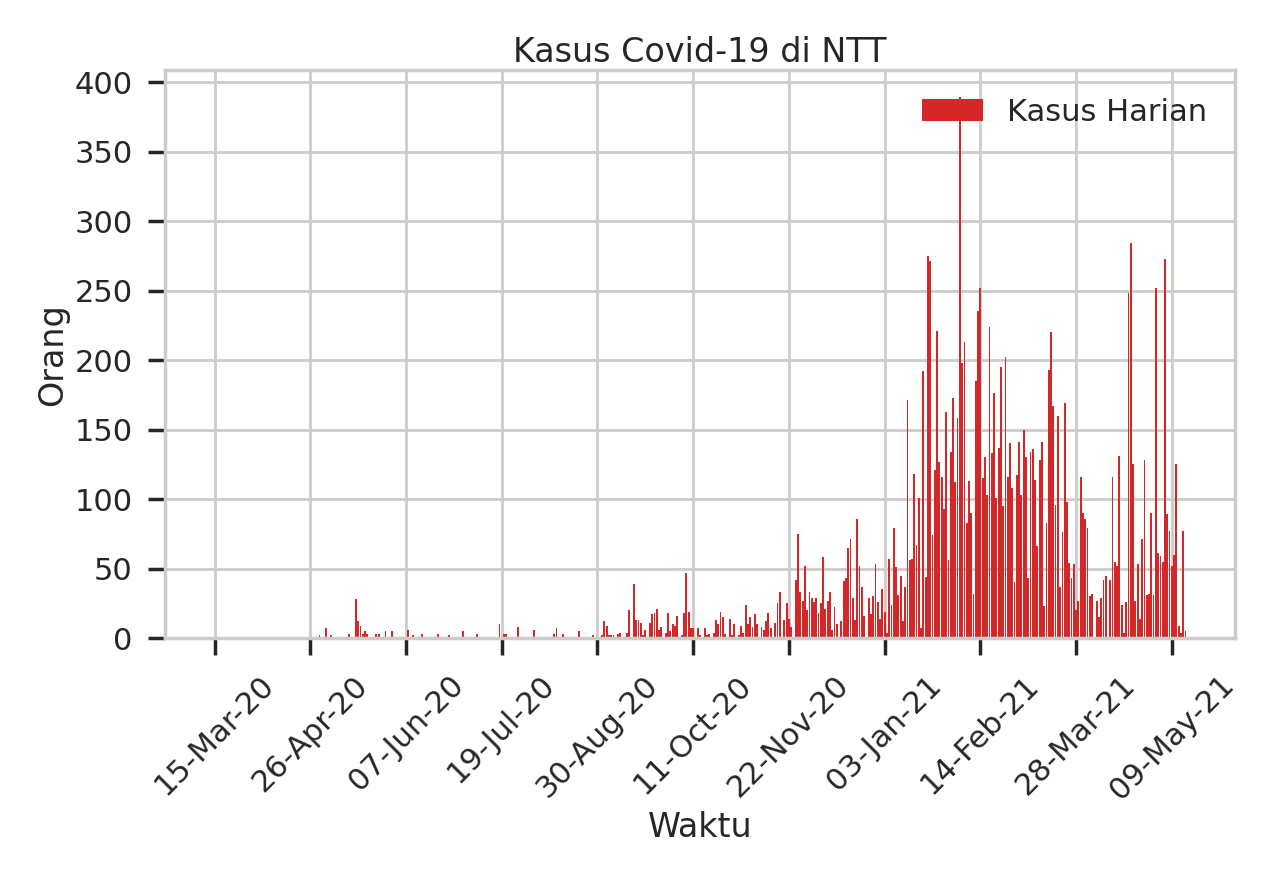 Kasus Covid-19 di NTT
Kasus Harian
Orang
400
350
300
250
200
150
100
50
0
15-Mar-20
26-Apr-20
07-Jun-20
19-Jul-20
30-Aug-20
11-Oct-20
22-Nov-20
03-Jan-21
14-Feb-21
28-Mar-21
09-May-21
Waktu